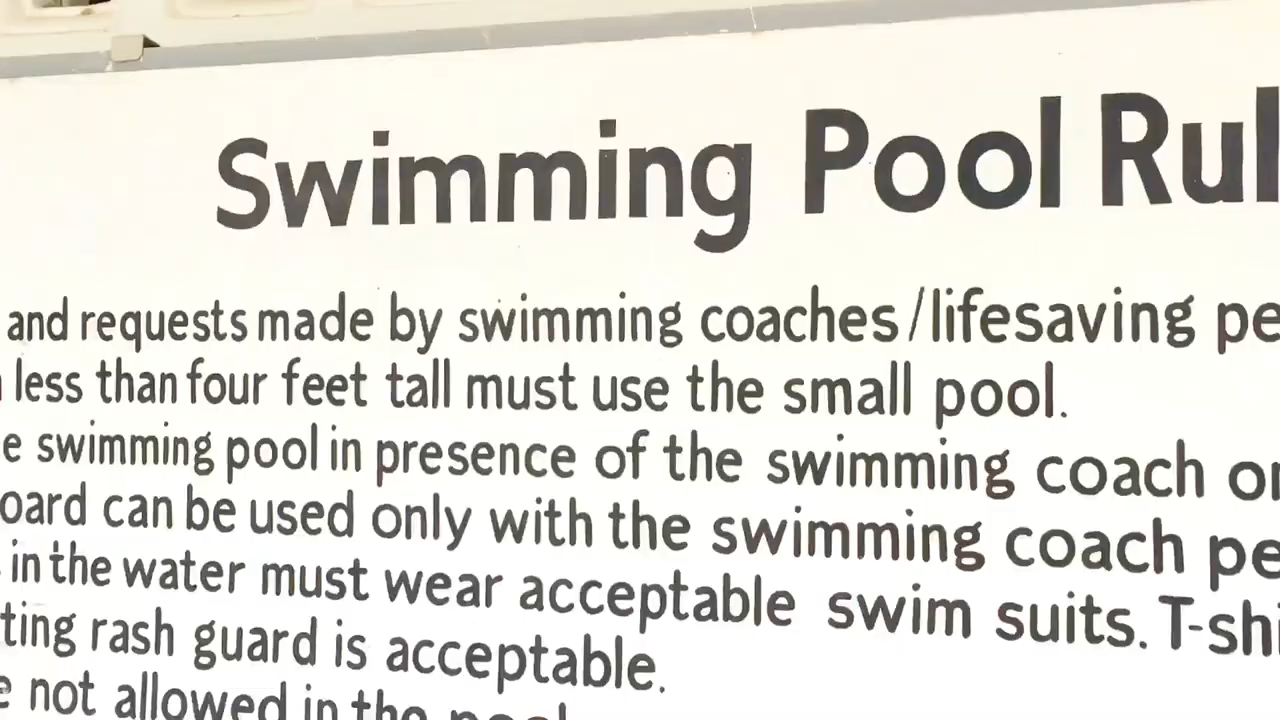 Swimming Pool Rul
and requests made by swimming coaches/lifesaving pe
less than four feet tall must use the small pool.
e swimming pool in presence of the swimming coach or
oard can be used only with the swimming coach pe
in the water must wear acceptable swim suits. T-shi
ting rash guard is acceptable.
e not allowed in the pool